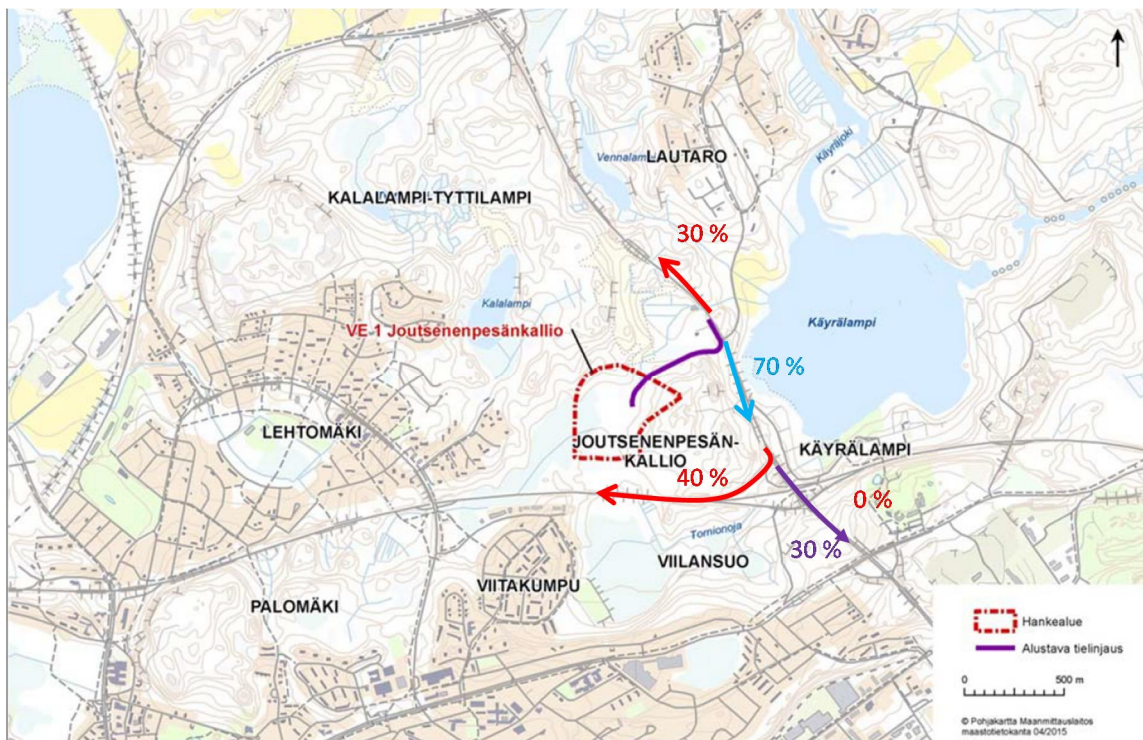 Vennalampi
LAUTARO
Käyräjoki
KALALAMPI-TYTTILAMPI
30 %
Kalalampi
Käyrälampi
VE 1 Joutsenenpesänkallio
70 %
LEHTOMÄKI
JOUTSENENPESÄN-
KALLIO
KÄYRÄLAMPI
40 %
0 %
Tornionoja
30 %
VIILANSUO
VIITAKUMPU
PALOMÄKI
Hankealue
Alustava tielinjaus
0
500 m
© Pohjakartta Maanmittauslaitos
maastotietokanta 04/2015